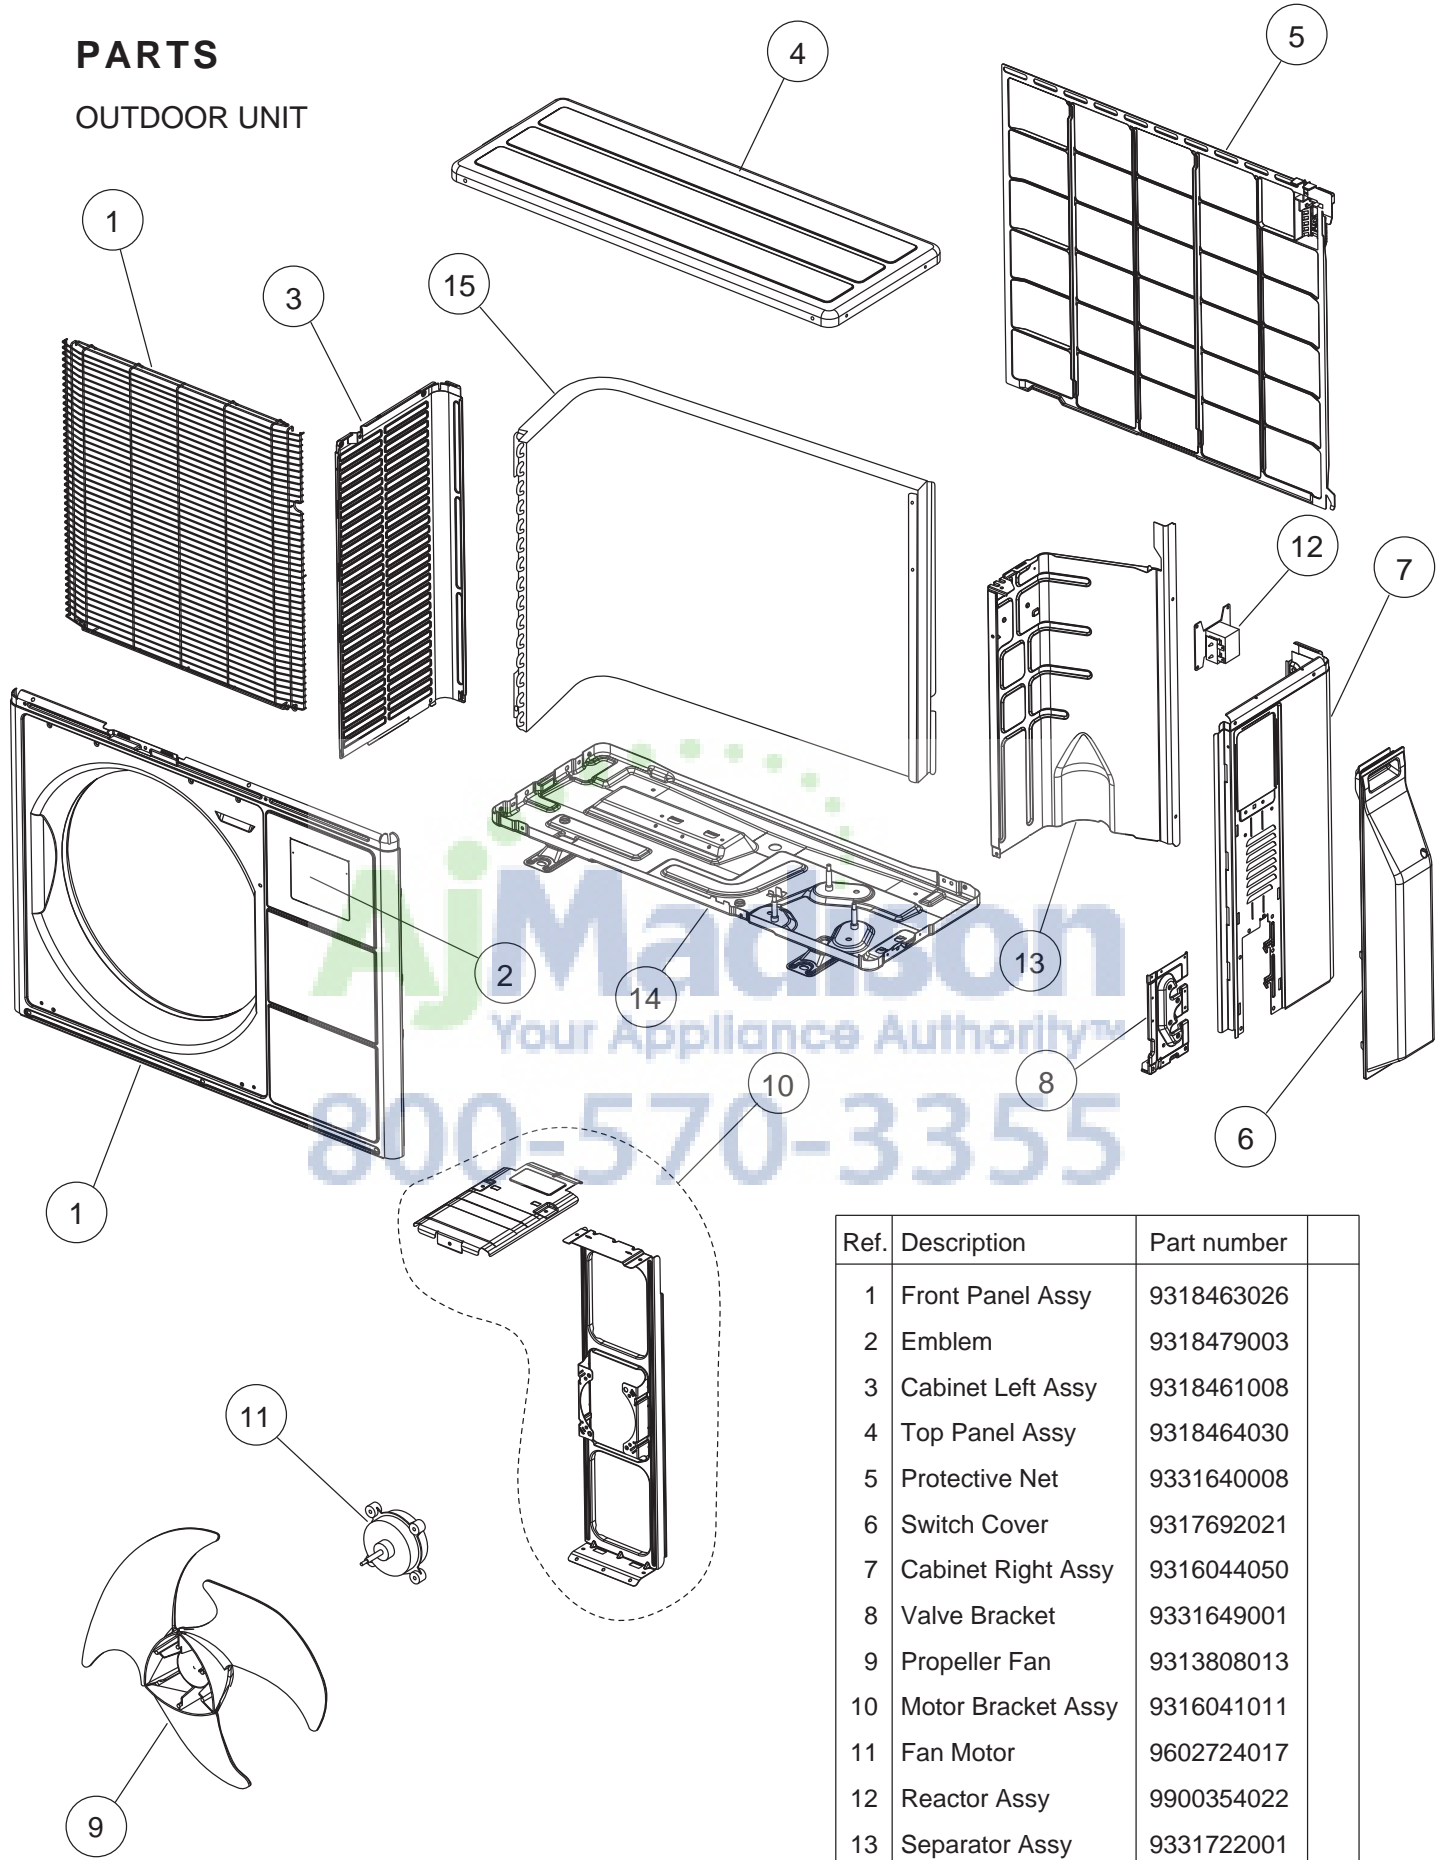 PARTS
OUTDOOR UNIT
4
5
1
3
15
12
7
2
14
13
8
6
10
1
11
9
AjMadison
Your Appliance Authority™
800-570-3355
Ref. Description Part number
1 Front Panel Assy 9318463026
2 Emblem 9318479003
3 Cabinet Left Assy 9318461008
4 Top Panel Assy 9318464030
5 Protective Net 9331640008
6 Switch Cover 9317692021
7 Cabinet Right Assy 9316044050
8 Valve Bracket 9331649001
9 Propeller Fan 9313808013
10 Motor Bracket Assy 9316041011
11 Fan Motor 9602724017
12 Reactor Assy 9900354022
13 Separator Assy 9331722001